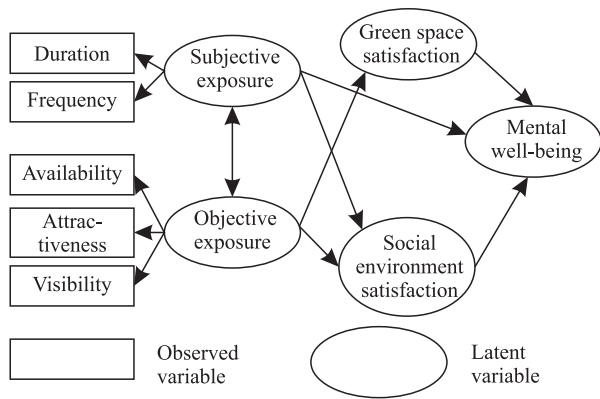 Duration
Frequency
Availability
Attrac-
tiveness
Visibility
Subjective
exposure
Objective
exposure
Green space
satisfaction
Social
environment
satisfaction
Mental
well-being
Observed
variable
Latent
variable